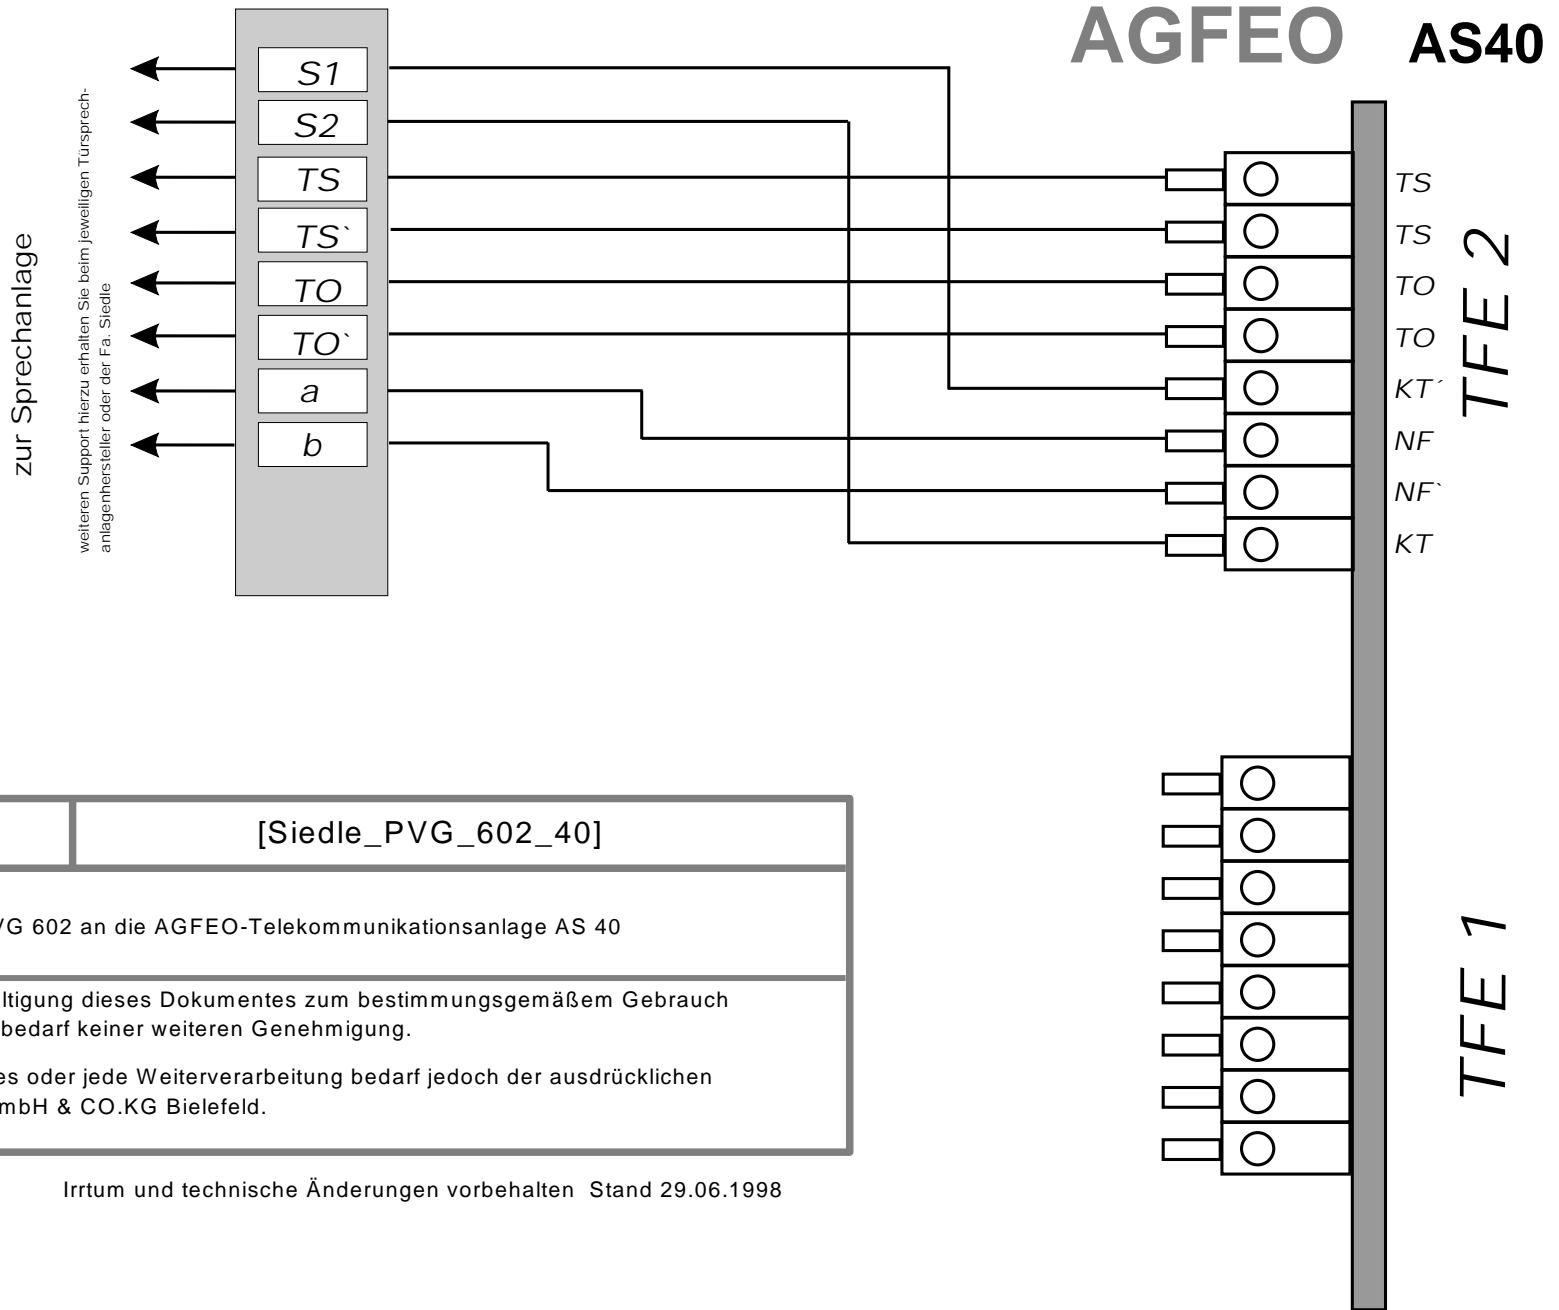 AGFEO AS40
S1
S2
TS
TS`
TO
TO`
a
b
zur Sprechanlage
weiteren Support hierzu erhalten Sie beim jeweiligen Türsprech-
anlagenhersteller oder der Fa. Siedle
TS
TS
TO
TO
KT´
NF
NF`
KT
TFE 2
TFE 1
[Siedle_PVG_602_40]
VG 602 an die AGFEO-Telekommunikationsanlage AS 40
ltigung dieses Dokumentes zum bestimmungsgemäßem Gebrauch
bedarf keiner weiteren Genehmigung.
es oder jede Weiterverarbeitung bedarf jedoch der ausdrücklichen
mbH & CO.KG Bielefeld.
Irrtum und technische Änderungen vorbehalten Stand 29.06.1998